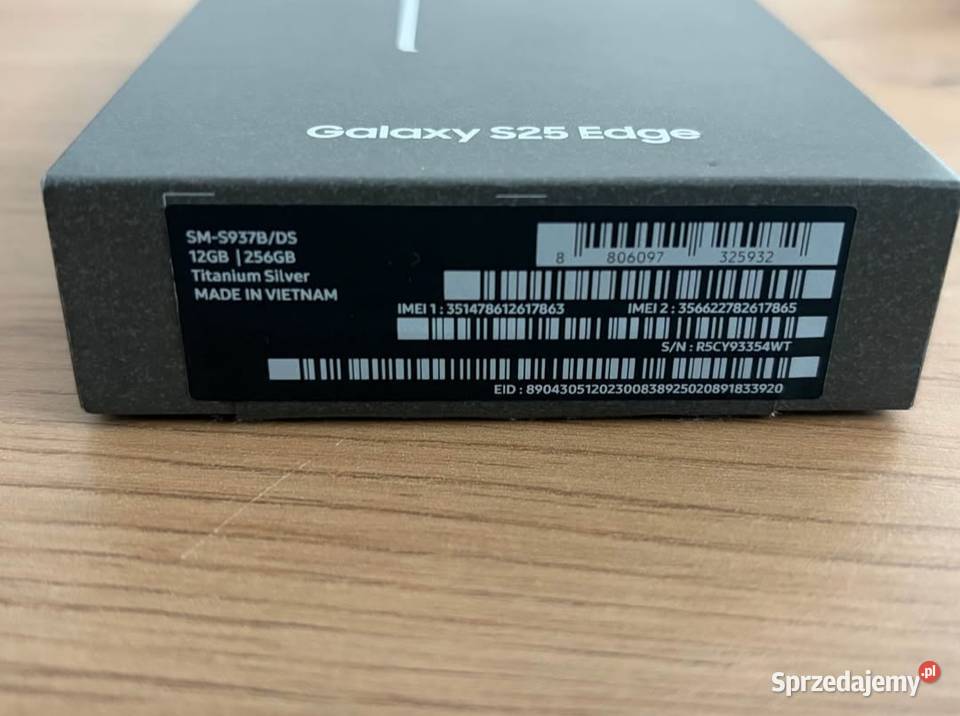 Galaxy S25 Edge
SM-S937B/DS
12GB | 256GB
Titanium Silver
MADE IN VIETNAM
8 806097 325932
IMEI 1 : 351478612617863 IMEI 2 : 356622782617865
S/N : R5CY93354WT
EID : 89043051202300838925020891833920
Sprzedajemy.pl